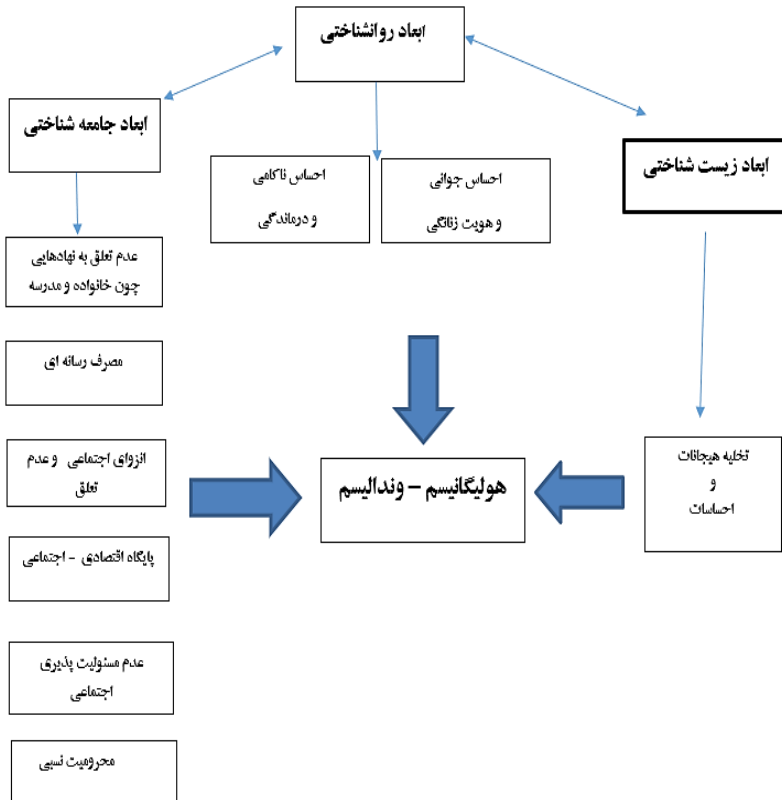 ابعاد روانشناختی
ابعاد جامعه شناختی
ابعاد زیست شناختی
احساس ناکامی
و درماندگی
احساس جوانی
و هویت زنانگی
عدم تعلق به نهادهایی
چون خانواده و مدرسه
مصرف رسانه ای
انزوای اجتماعی و عدم
تعلق
پایگاه اقتصادی - اجتماعی
عدم مسئولیت پذیری
اجتماعی
محرومیت نسبی
هولیگانیسم – وندالیسم
تخلیه هیجانات
و
احساسات